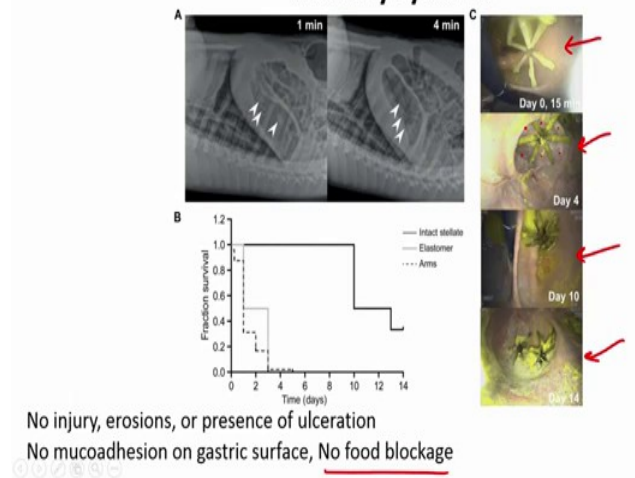 A
1 min
4 min
C
Day 0, 15 min
Day 4
Day 10
Day 14
B
1.2
1.0
0.8
0.6
0.4
0.2
0.0
Fraction survival
0 2 4 6 8 10 12 14
Time (days)
Intact stellate
Elastomer
Arms
No injury, erosions, or presence of ulceration
No mucoadhesion on gastric surface, No food blockage